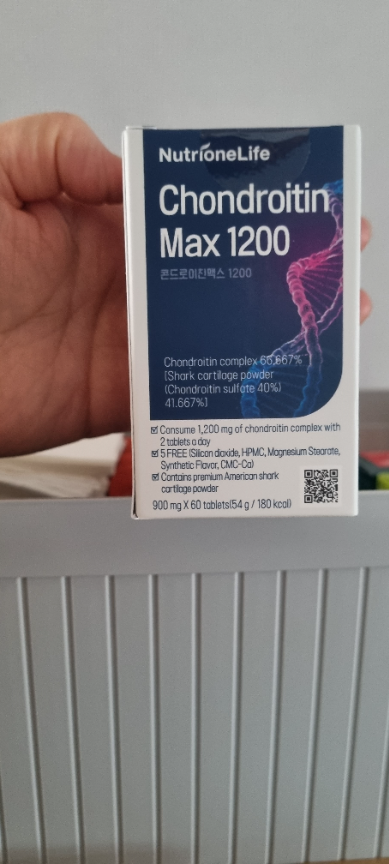 NutrioneLife
Chondroitin
Max 1200
콘드로이친맥스 1200
Chondroitin complex 66.667%
[Shark cartilage powder
(Chondroitin sulfate 40%)
41.667%]
Consume 1,200 mg of chondroitin complex with
2 tablets a day
5 FREE (Silicon dioxide, HPMC, Magnesium Stearate,
Synthetic Flavor, CMC-Ca)
Contains premium American shark
cartilage powder
900 mg X 60 tablets(54 g / 180 kcal)